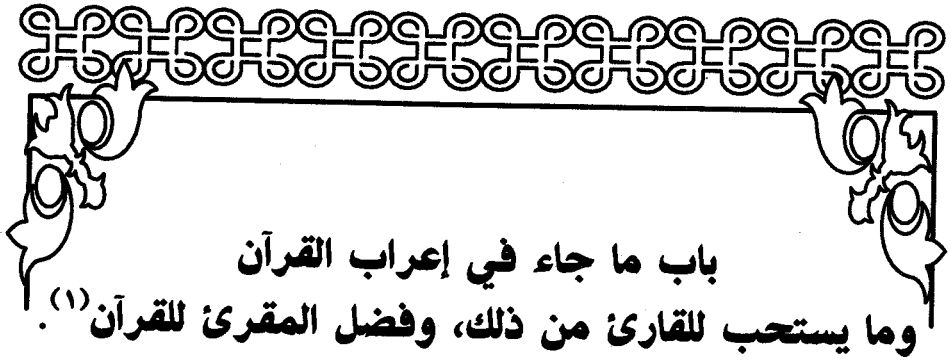 باب ما جاء في إعراب القرآن
وما يستحب للقارئ من ذلك، وفضل المقرئ للقرآن(١).